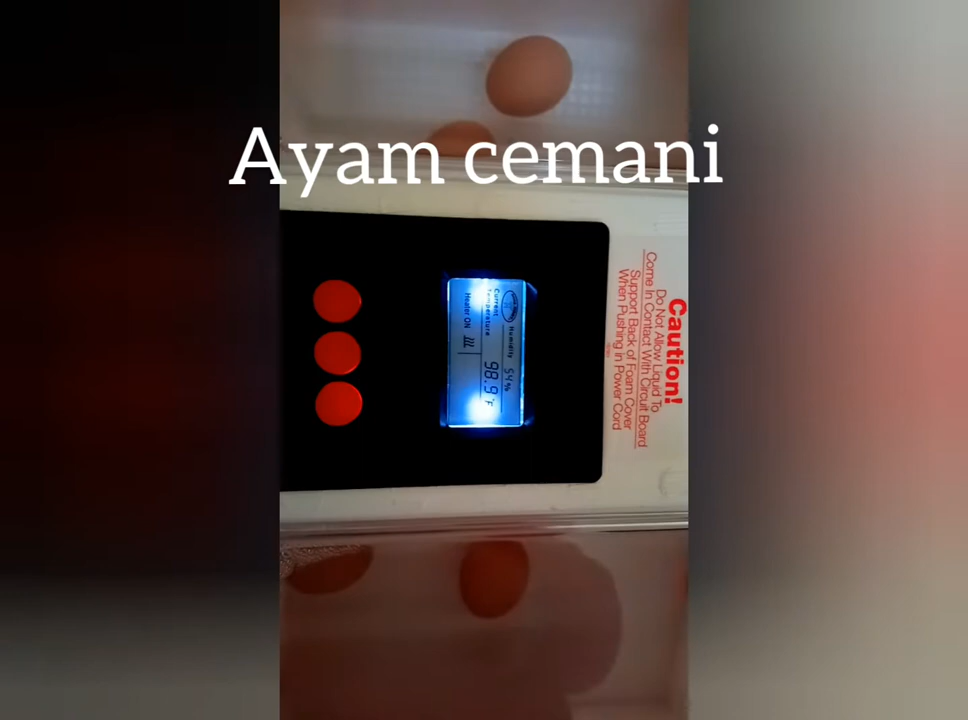 Ayam cemani
Humidity 54%
Current
Temperature 98.9°F
Heater ON
Caution!
Do Not Allow Liquid To
Come In Contact With Circuit Board
Support Back of Foam Cover
When Pushing in Power Cord